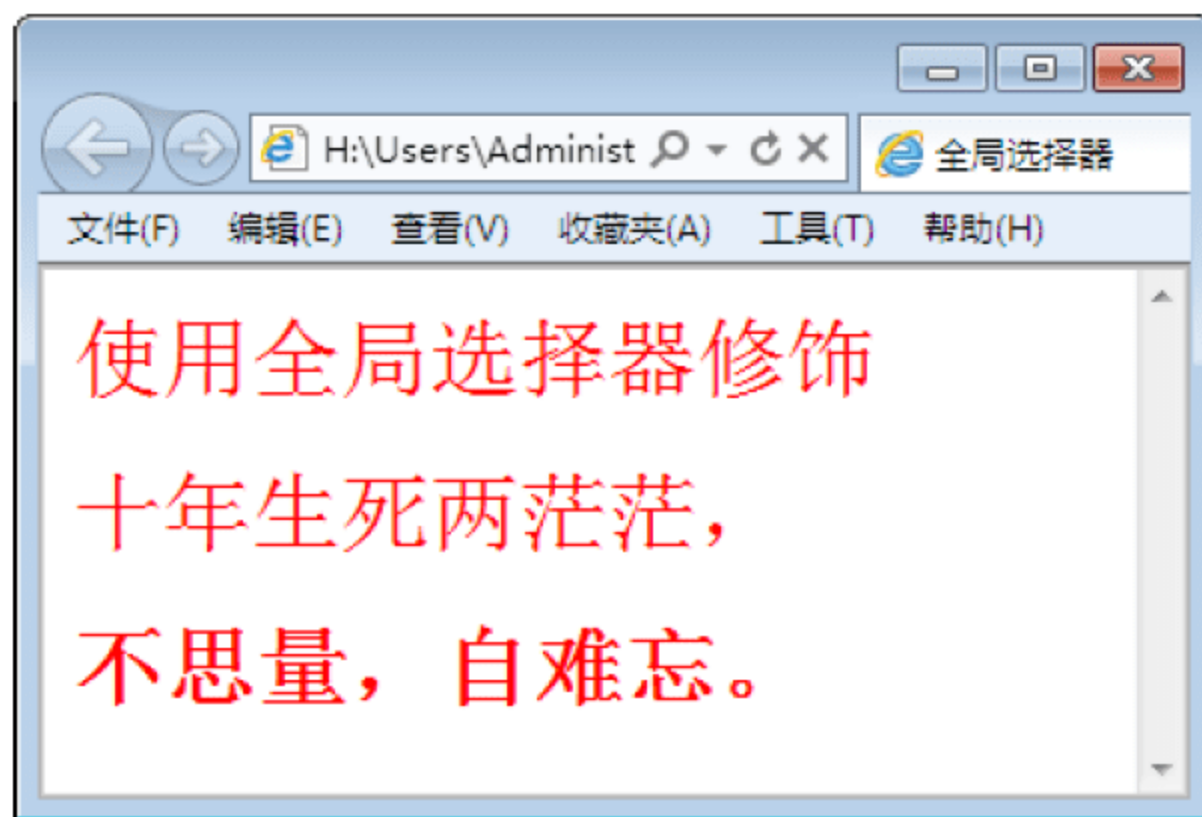 H:\Users\Administ
全局选择器
文件(F) 编辑(E) 查看(V) 收藏夹(A) 工具(T) 帮助(H)
使用全局选择器修饰
十年生死两茫茫，
不思量，自难忘。